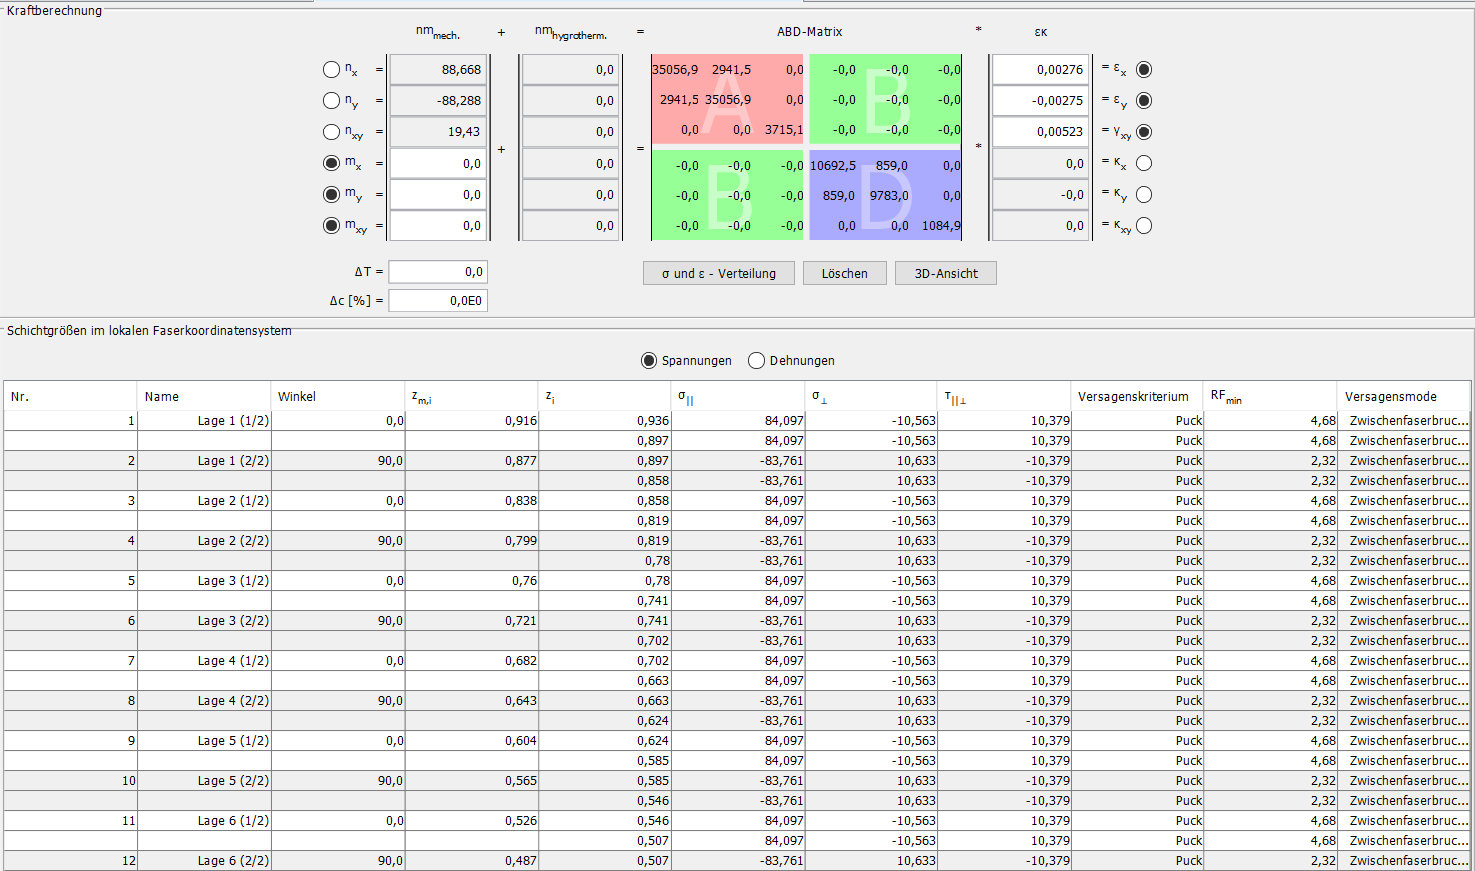 Kraftberechnung
nm mech. + nm hygrotherm. = ABD-Matrix * εκ
n x = 88,668 0,0 35056,9 2941,5 0,0 -0,0 -0,0 -0,0 0,00276 = ε x
n y = -88,288 0,0 2941,5 35056,9 0,0 -0,0 -0,0 -0,0 -0,00275 = ε y
n xy = 19,43 0,0 0,0 0,0 3715,1 -0,0 -0,0 -0,0 0,00523 = γ xy
A B
+ = *
m x = 0,0 0,0 -0,0 -0,0 -0,0 10692,5 859,0 0,0 0,0 = κ x
m y = 0,0 0,0 -0,0 -0,0 -0,0 859,0 9783,0 0,0 -0,0 = κ y
m xy = 0,0 0,0 -0,0 -0,0 -0,0 0,0 0,0 1084,9 0,0 = κ xy
B D
ΔT = 0,0
σ und ε - Verteilung Löschen 3D-Ansicht
Δc [%] = 0,0E0
Schichtgrößen im lokalen Faserkoordinatensystem
Spannungen Dehnungen
Nr. Name Winkel z m,i z i σ || σ ⊥ τ ||⊥ Versagenskriterium RF min Versagensmode
1 Lage 1 (1/2) 0,0 0,916 0,936 84,097 -10,563 10,379 Puck 4,68 Zwischenfaserbruc...
0,897 84,097 -10,563 10,379 Puck 4,68 Zwischenfaserbruc...
2 Lage 1 (2/2) 90,0 0,877 0,897 -83,761 10,633 -10,379 Puck 2,32 Zwischenfaserbruc...
0,858 -83,761 10,633 -10,379 Puck 2,32 Zwischenfaserbruc...
3 Lage 2 (1/2) 0,0 0,838 0,858 84,097 -10,563 10,379 Puck 4,68 Zwischenfaserbruc...
0,819 84,097 -10,563 10,379 Puck 4,68 Zwischenfaserbruc...
4 Lage 2 (2/2) 90,0 0,799 0,819 -83,761 10,633 -10,379 Puck 2,32 Zwischenfaserbruc...
0,78 -83,761 10,633 -10,379 Puck 2,32 Zwischenfaserbruc...
5 Lage 3 (1/2) 0,0 0,76 0,78 84,097 -10,563 10,379 Puck 4,68 Zwischenfaserbruc...
0,741 84,097 -10,563 10,379 Puck 4,68 Zwischenfaserbruc...
6 Lage 3 (2/2) 90,0 0,721 0,741 -83,761 10,633 -10,379 Puck 2,32 Zwischenfaserbruc...
0,702 -83,761 10,633 -10,379 Puck 2,32 Zwischenfaserbruc...
7 Lage 4 (1/2) 0,0 0,682 0,702 84,097 -10,563 10,379 Puck 4,68 Zwischenfaserbruc...
0,663 84,097 -10,563 10,379 Puck 4,68 Zwischenfaserbruc...
8 Lage 4 (2/2) 90,0 0,643 0,663 -83,761 10,633 -10,379 Puck 2,32 Zwischenfaserbruc...
0,624 -83,761 10,633 -10,379 Puck 2,32 Zwischenfaserbruc...
9 Lage 5 (1/2) 0,0 0,604 0,624 84,097 -10,563 10,379 Puck 4,68 Zwischenfaserbruc...
0,585 84,097 -10,563 10,379 Puck 4,68 Zwischenfaserbruc...
10 Lage 5 (2/2) 90,0 0,565 0,585 -83,761 10,633 -10,379 Puck 2,32 Zwischenfaserbruc...
0,546 -83,761 10,633 -10,379 Puck 2,32 Zwischenfaserbruc...
11 Lage 6 (1/2) 0,0 0,526 0,546 84,097 -10,563 10,379 Puck 4,68 Zwischenfaserbruc...
0,507 84,097 -10,563 10,379 Puck 4,68 Zwischenfaserbruc...
12 Lage 6 (2/2) 90,0 0,487 0,507 -83,761 10,633 -10,379 Puck 2,32 Zwischenfaserbruc...